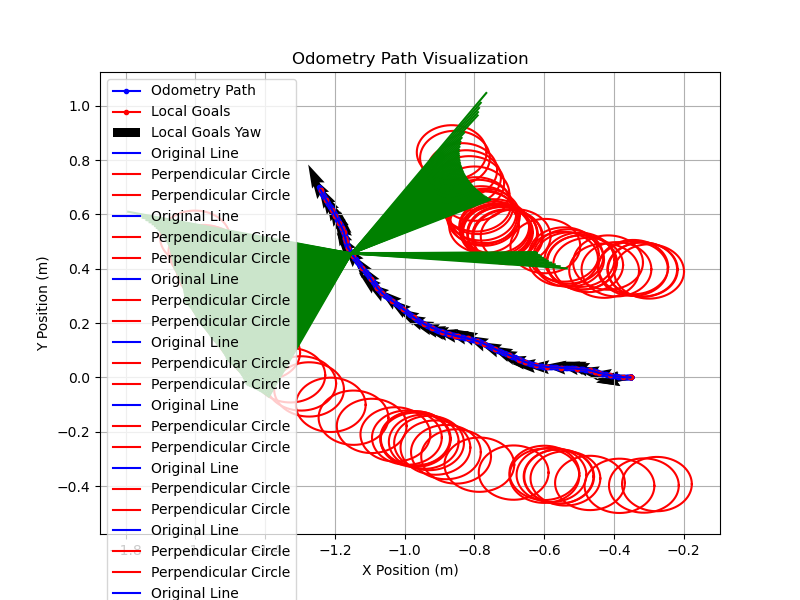 Odometry Path Visualization
Y Position (m)
1.0
0.8
0.6
0.4
0.2
0.0
−0.2
−0.4
Odometry Path
Local Goals
Local Goals Yaw
Original Line
Perpendicular Circle
Perpendicular Circle
Original Line
Perpendicular Circle
Perpendicular Circle
Original Line
Perpendicular Circle
Perpendicular Circle
Original Line
Perpendicular Circle
Perpendicular Circle
Original Line
Perpendicular Circle
Perpendicular Circle
Original Line
Perpendicular Circle
Perpendicular Circle
Original Line
Perpendicular Circle
Perpendicular Circle
Original Line
−1.2
−1.0
−0.8
−0.6
−0.4
−0.2
X Position (m)